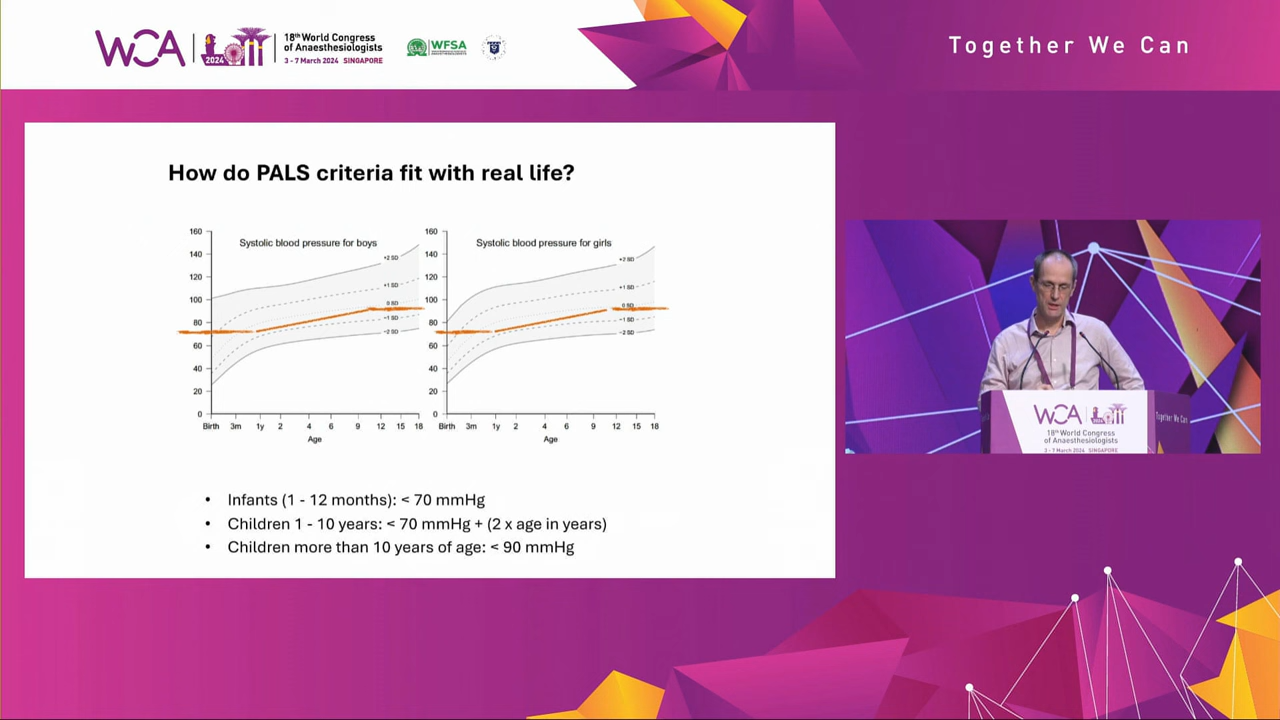 WCA
2024
18th World Congress
of Anaesthesiologists
3 - 7 March 2024 SINGAPORE
WFSA
Together We Can
How do PALS criteria fit with real life?
Systolic blood pressure for boys
160
140
120
100
80
60
40
20
0
+2 SD
+1 SD
0 SD
−1 SD
−2 SD
Birth 3m 1y 2 4 6 9 12 15 18
Age
Systolic blood pressure for girls
160
140
120
100
80
60
40
20
0
+2 SD
+1 SD
0 SD
−1 SD
−2 SD
Birth 3m 1y 2 4 6 9 12 15 18
Age
• Infants (1 - 12 months): < 70 mmHg
• Children 1 - 10 years: < 70 mmHg + (2 x age in years)
• Children more than 10 years of age: < 90 mmHg
WCA
18th World Congress
of Anaesthesiologists
3 - 7 March 2024 SINGAPORE
Together We Can